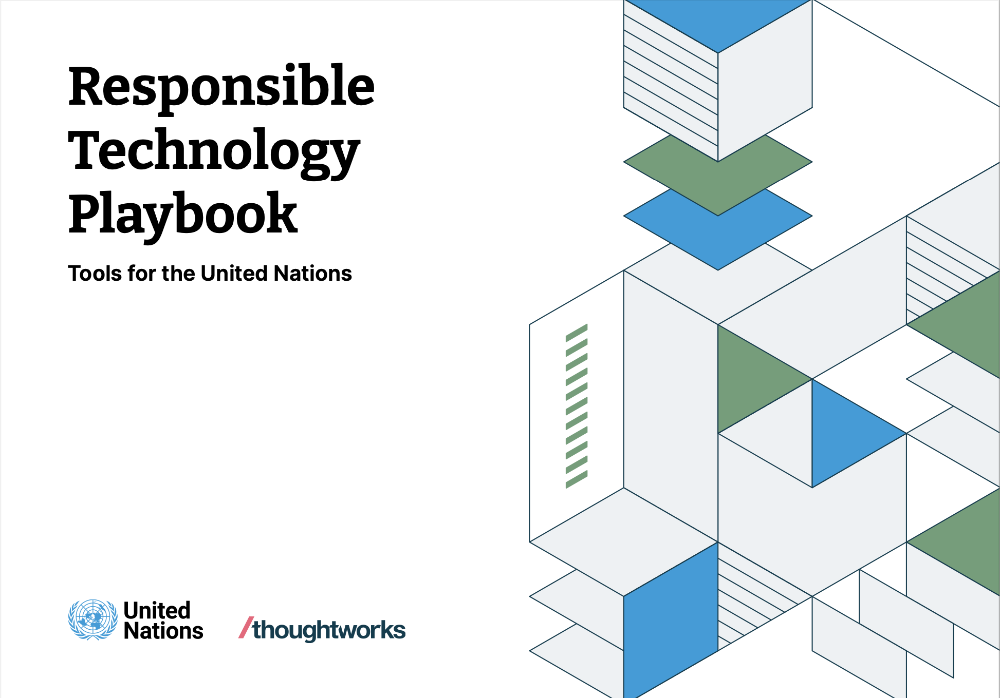 Responsible
Technology
Playbook
Tools for the United Nations
United
Nations
/thoughtworks